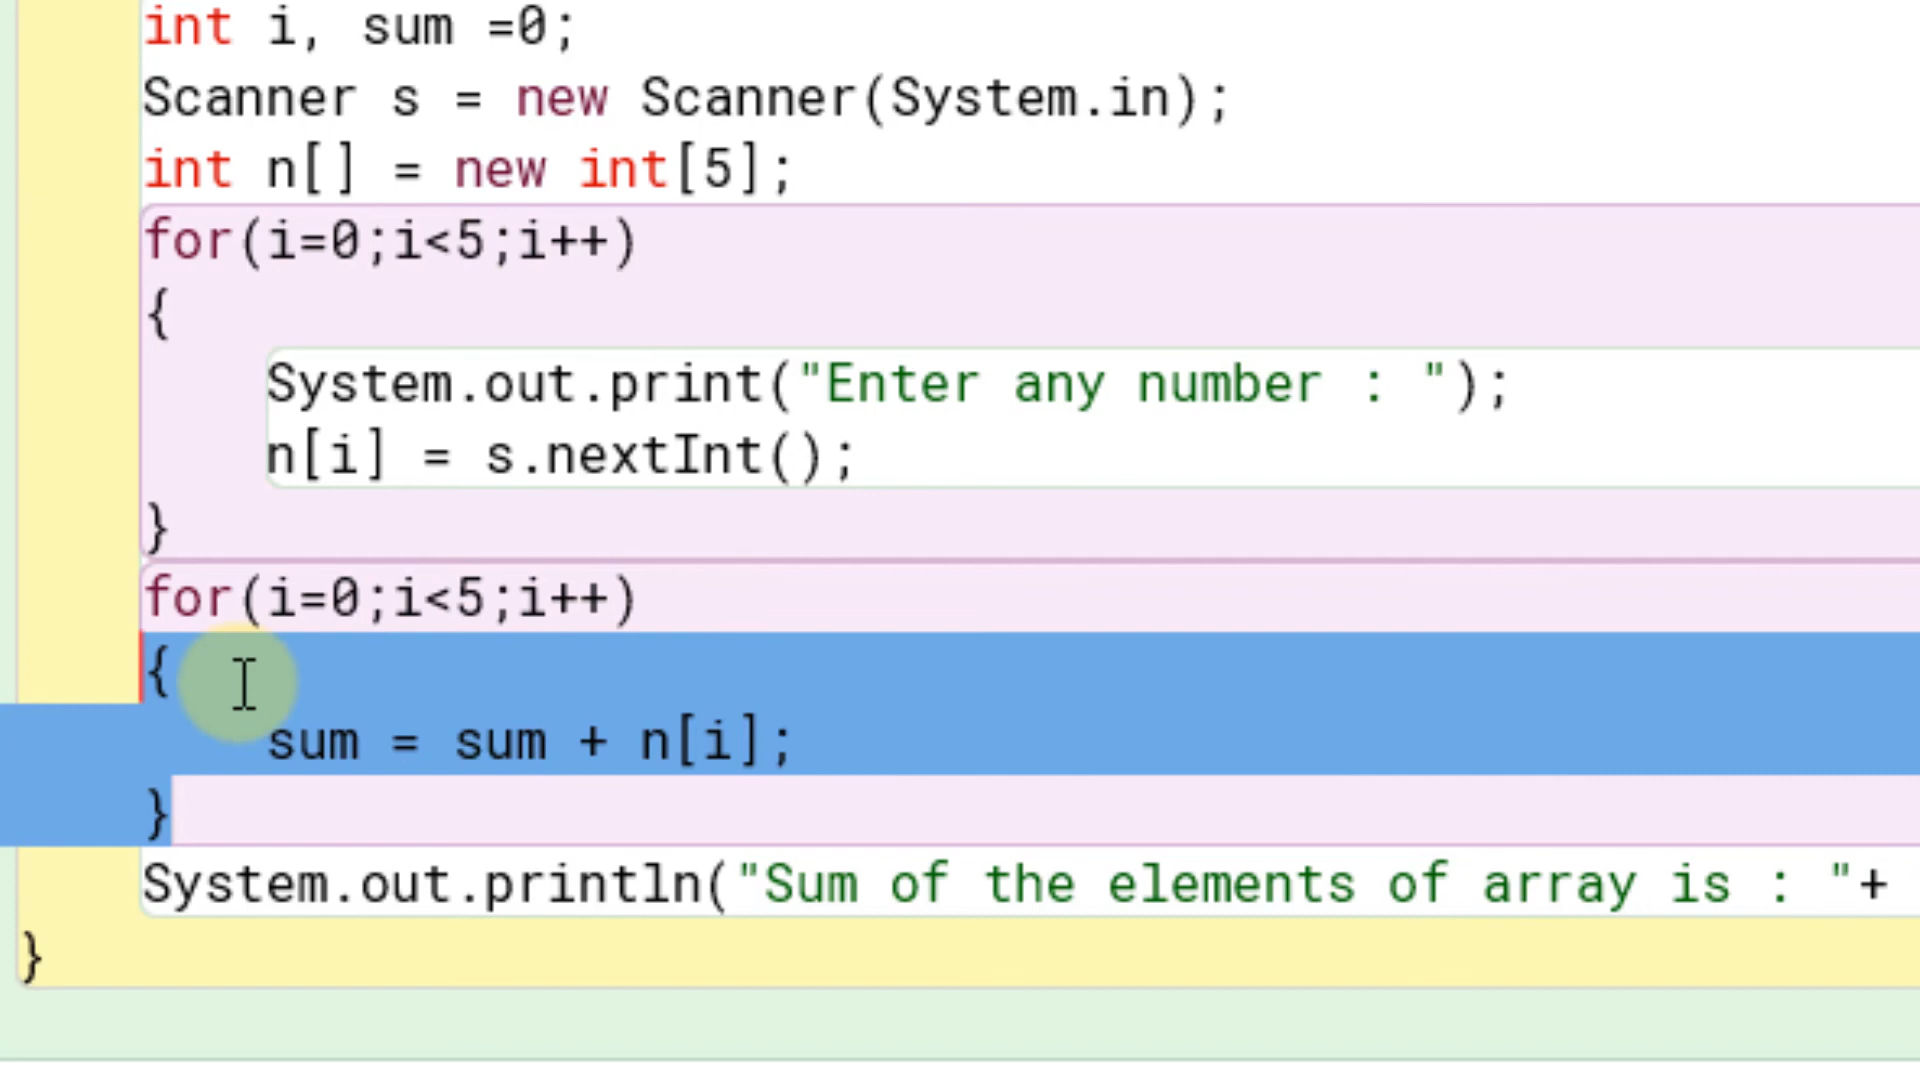 int i, sum =0;
Scanner s = new Scanner(System.in);
int n[] = new int[5];
for(i=0;i<5;i++)
{
System.out.print("Enter any number : ");
n[i] = s.nextInt();
}
for(i=0;i<5;i++)
{
sum = sum + n[i];
}
System.out.println("Sum of the elements of array is : "+
}